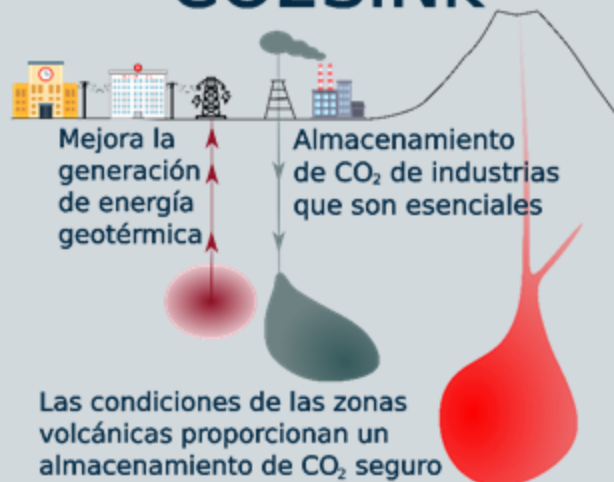 Mejora la
generación
de energía
geotérmica
Almacenamiento
de CO₂ de industrias
que son esenciales
Las condiciones de las zonas
volcánicas proporcionan un
almacenamiento de CO₂ seguro